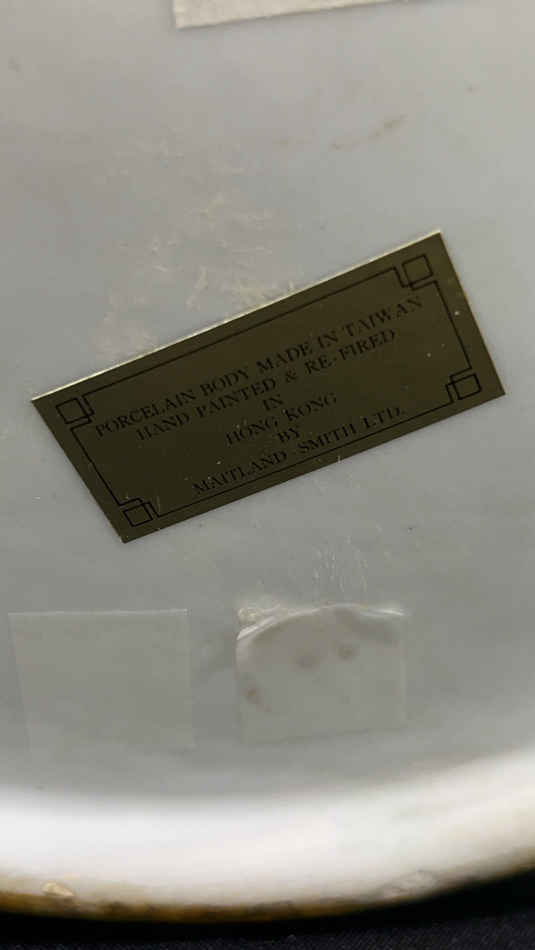 PORCELAIN BODY MADE IN TAIWAN
HAND PAINTED & RE-FIRED
IN
HONG KONG
BY
MAITLAND-SMITH LTD.